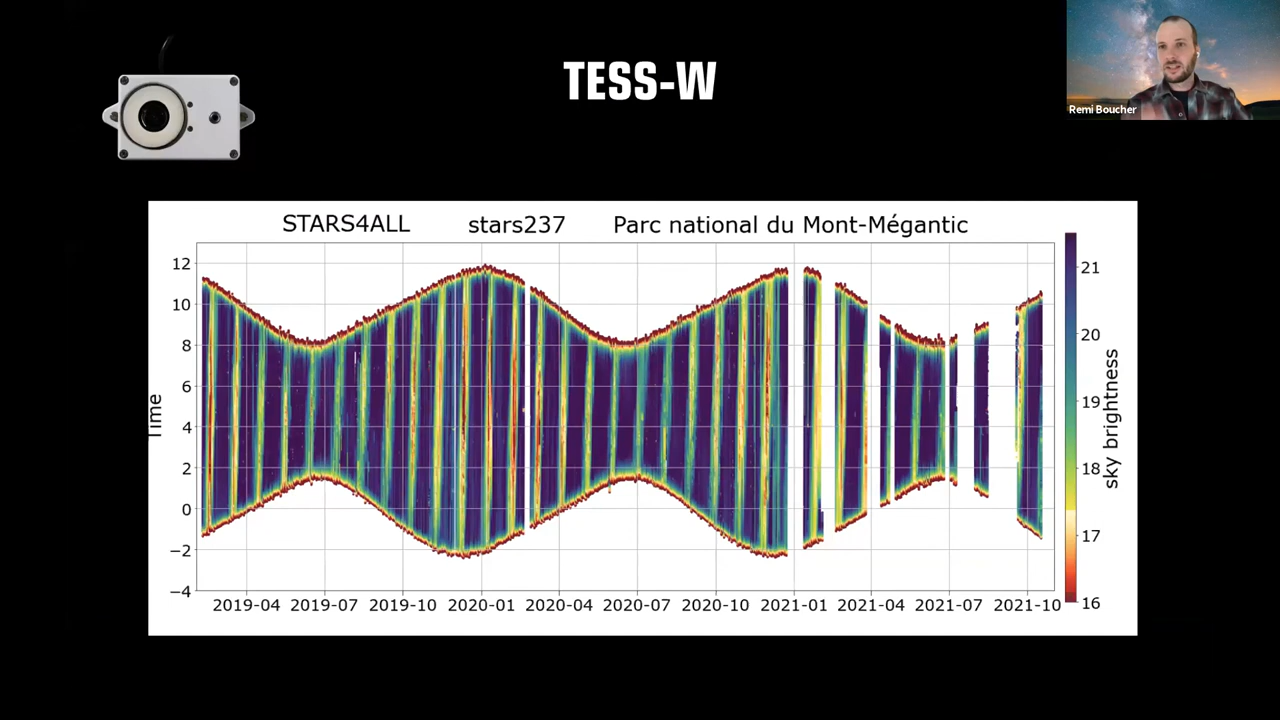 TESS-W
Remi Boucher
STARS4ALL stars237 Parc national du Mont-Mégantic
Time
12
10
8
6
4
2
0
−2
−4
2019-04 2019-07 2019-10 2020-01 2020-04 2020-07 2020-10 2021-01 2021-04 2021-07 2021-10
21
20
19
18
17
16
sky brightness